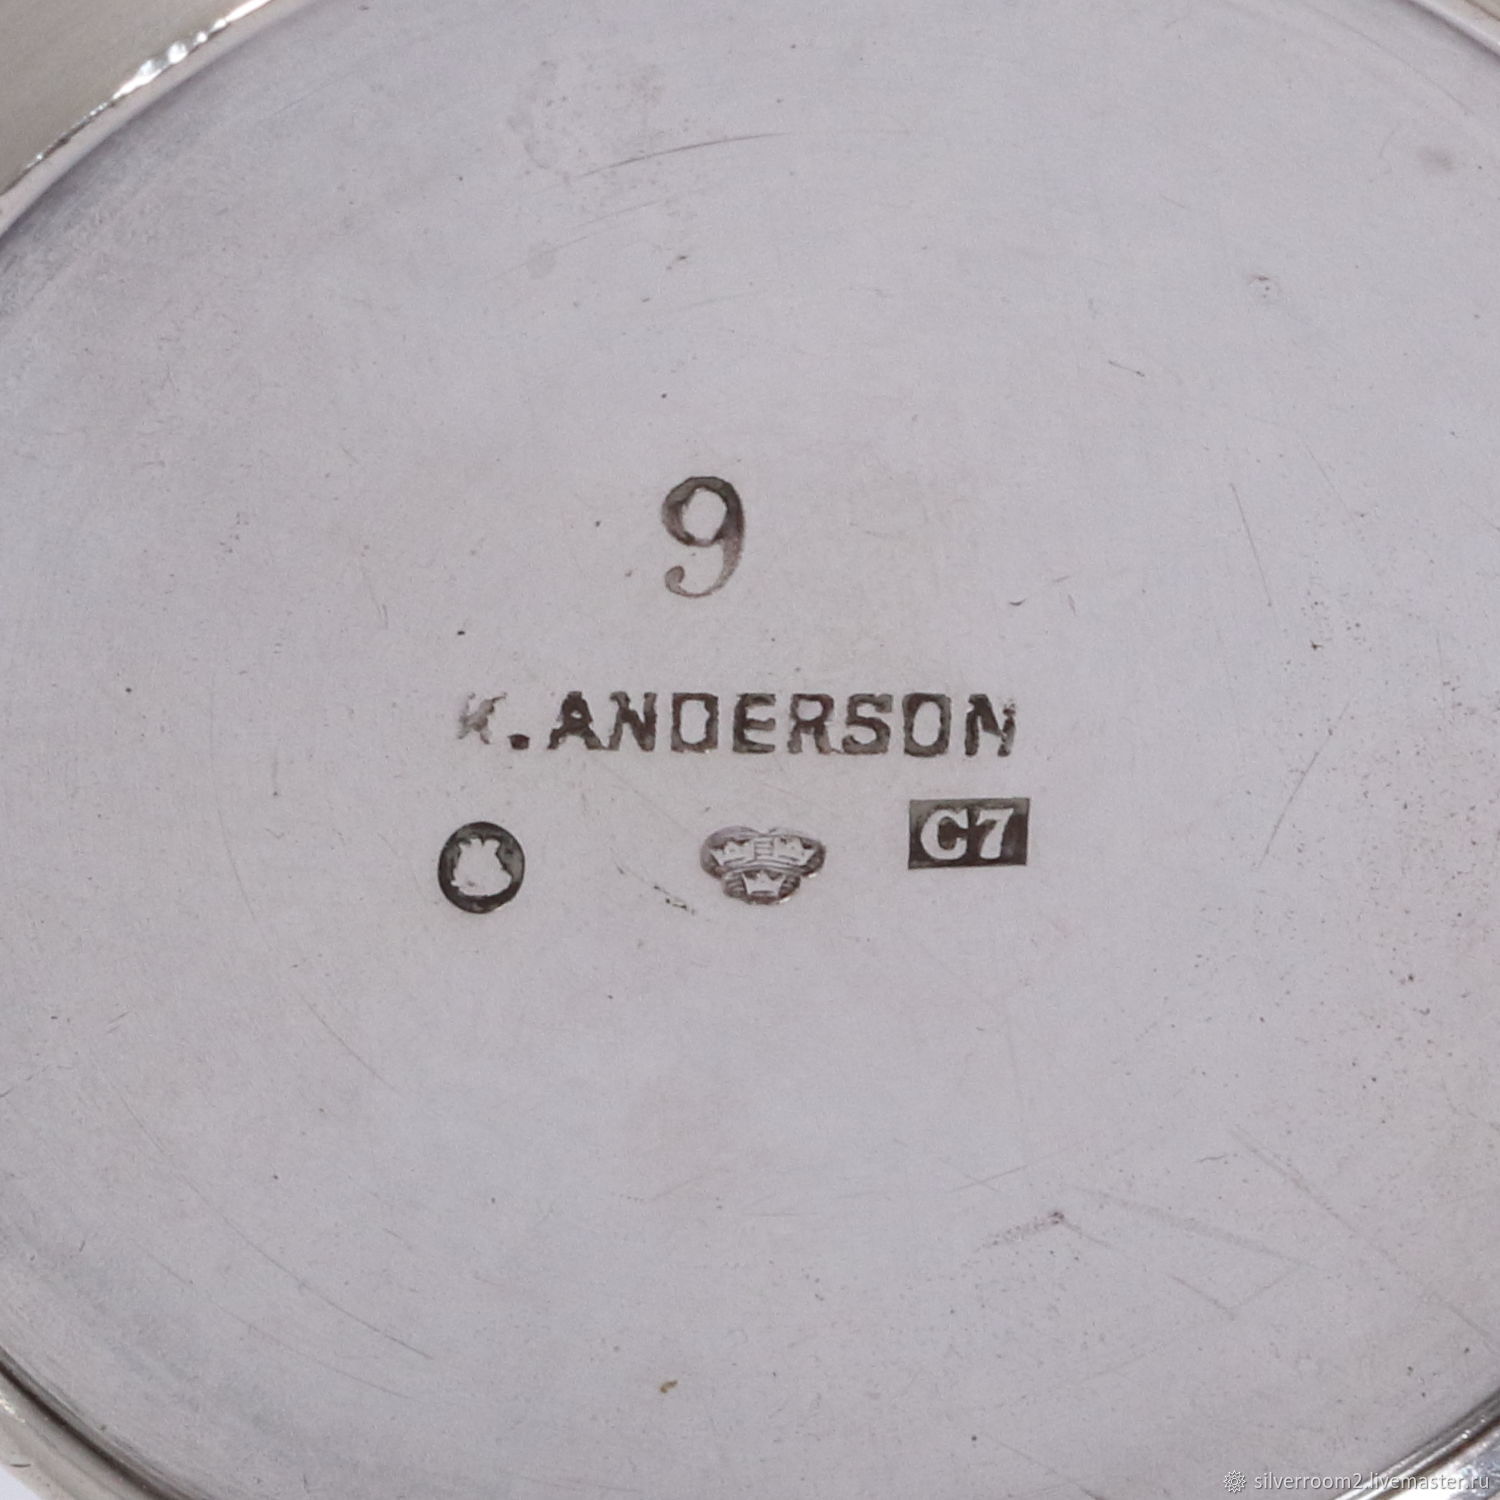 9
K. ANDERSON
C7
silverroom2.livemaster.ru